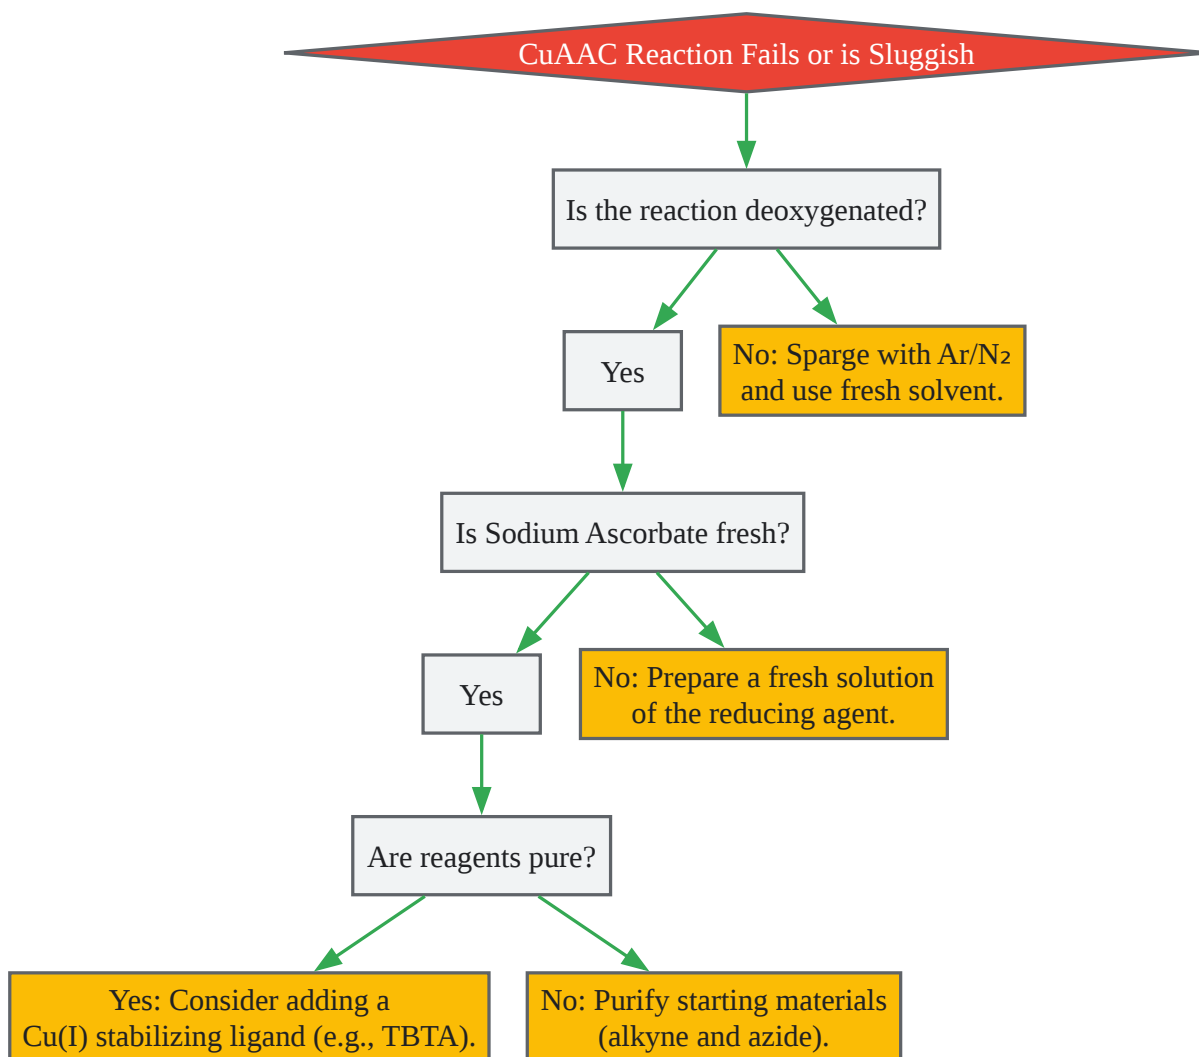 CuAAC Reaction Fails or is Sluggish
Is the reaction deoxygenated?
Yes
No: Sparge with Ar/N₂
and use fresh solvent.
Is Sodium Ascorbate fresh?
Yes
No: Prepare a fresh solution
of the reducing agent.
Are reagents pure?
Yes: Consider adding a
Cu(I) stabilizing ligand (e.g., TBTA).
No: Purify starting materials
(alkyne and azide).